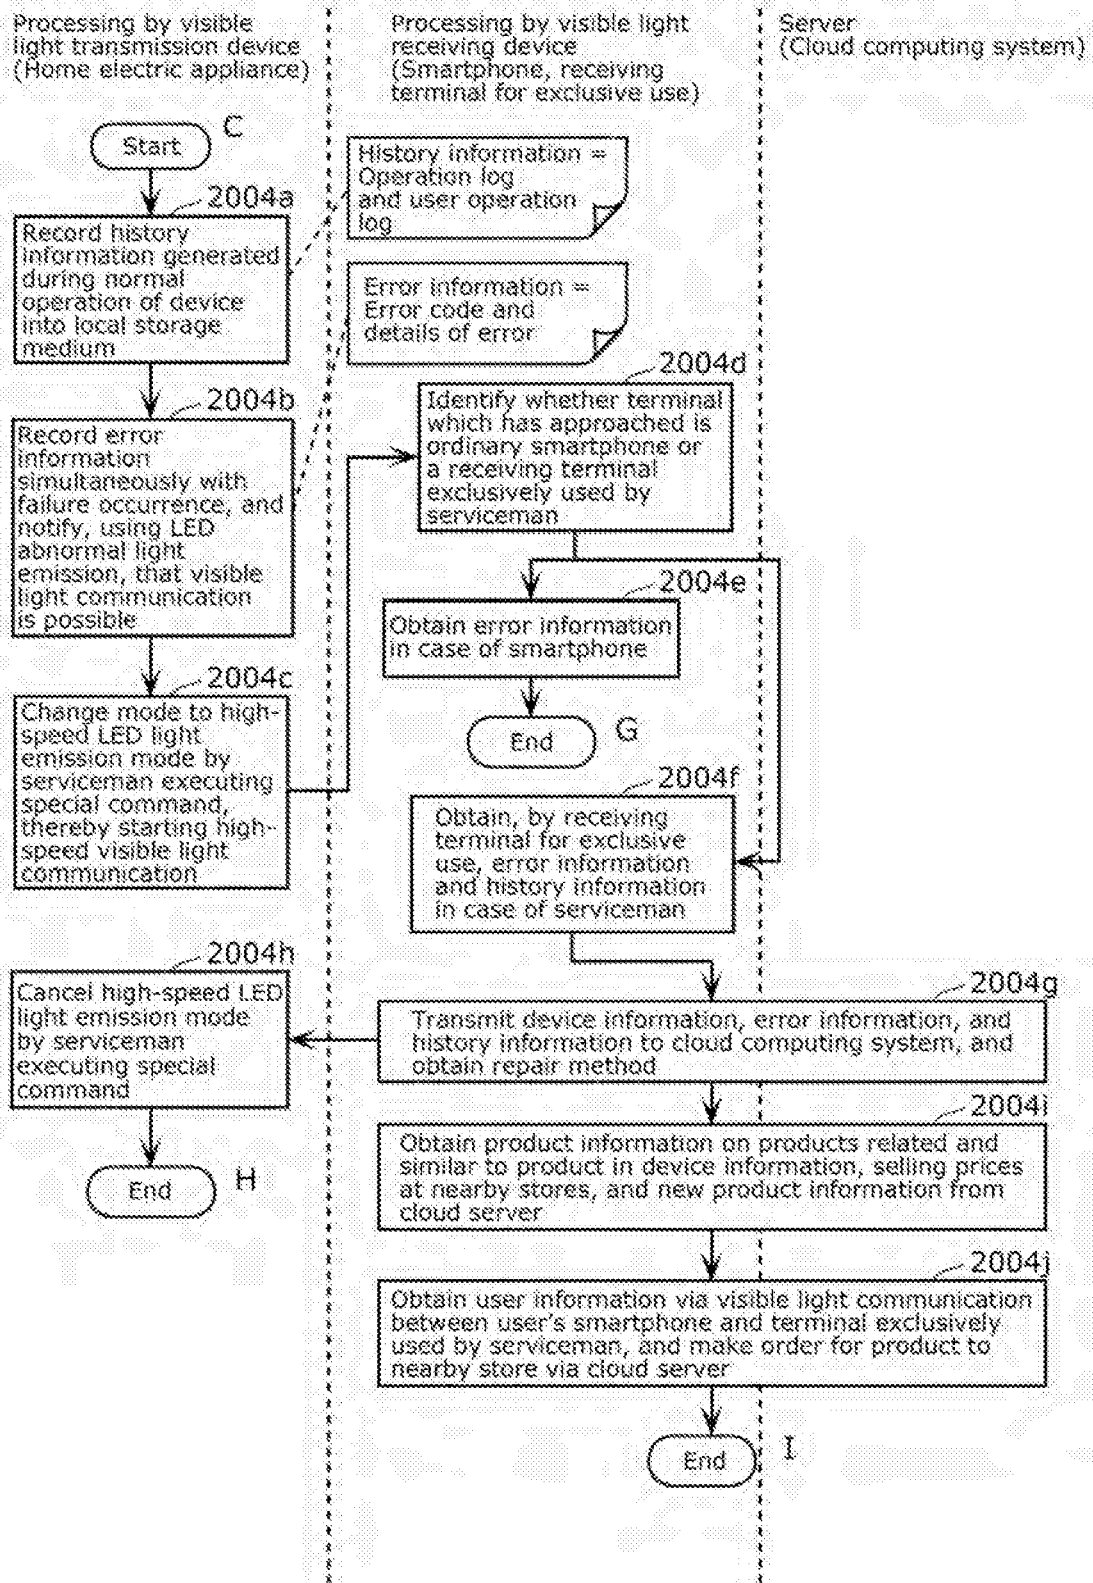 Processing by visible
light transmission device
(Home electric appliance)
Processing by visible light
receiving device
(Smartphone, receiving
terminal for exclusive use)
Server
(Cloud computing system)
Start
C
2004a
Record history
information generated
during normal
operation of device
into local storage
medium
History information =
Operation log
and user operation
log
Error information =
Error code and
details of error
2004b
Record error
information
simultaneously with
failure occurrence, and
notify, using LED
abnormal light
emission, that visible
light communication
is possible
2004c
Change mode to high-
speed LED light
emission mode by
serviceman executing
special command,
thereby starting high-
speed visible light
communication
2004d
Identify whether terminal
which has approached is
ordinary smartphone or
a receiving terminal
exclusively used by
serviceman
2004e
Obtain error information
in case of smartphone
End
G
2004f
Obtain, by receiving
terminal for exclusive
use, error information
and history information
in case of serviceman
2004g
Transmit device information, error information, and
history information to cloud computing system, and
obtain repair method
2004h
Cancel high-speed LED
light emission mode
by serviceman
executing special
command
End
H
2004i
Obtain product information on products related and
similar to product in device information, selling prices
at nearby stores, and new product information from
cloud server
2004j
Obtain user information via visible light communication
between user's smartphone and terminal exclusively
used by serviceman, and make order for product to
nearby store via cloud server
End
I